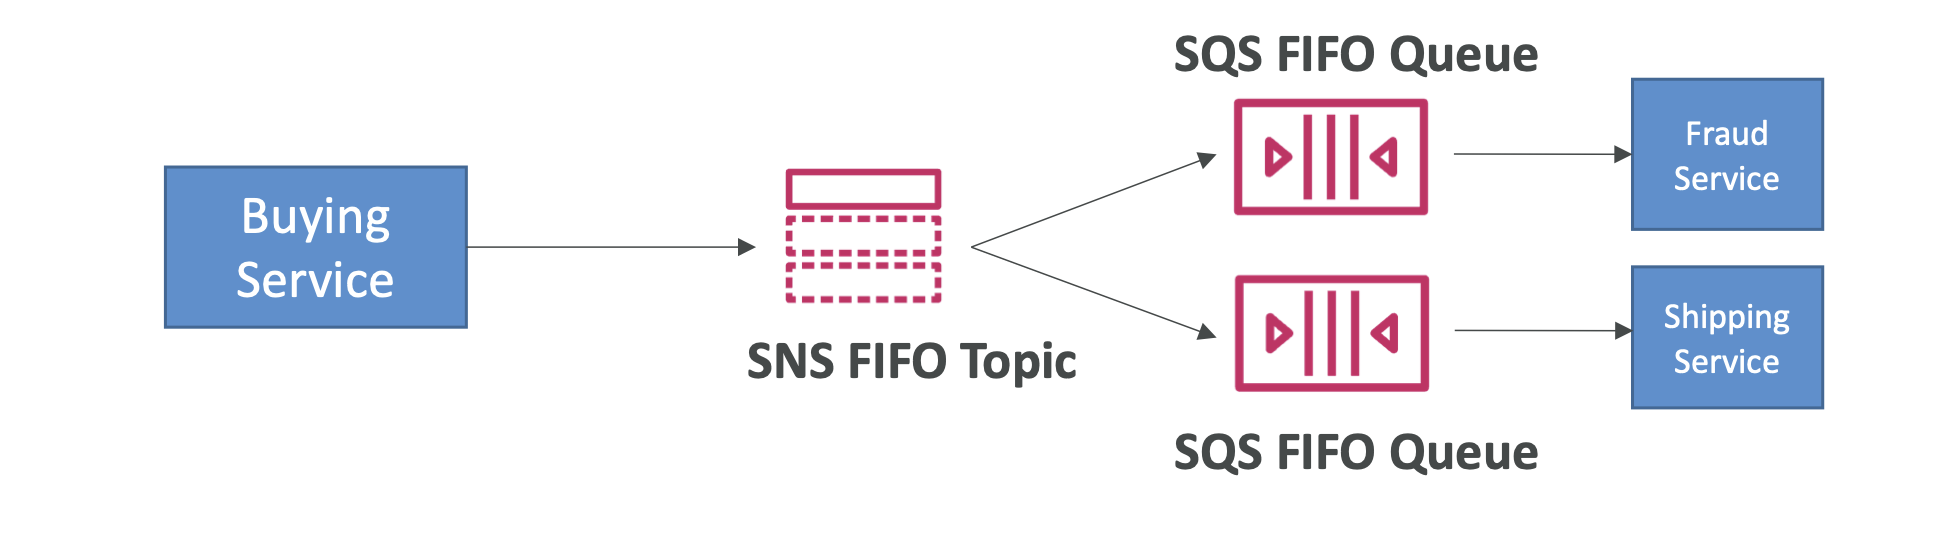 SQS FIFO Queue
Buying
Service
SNS FIFO Topic
Fraud
Service
Shipping
Service
SQS FIFO Queue